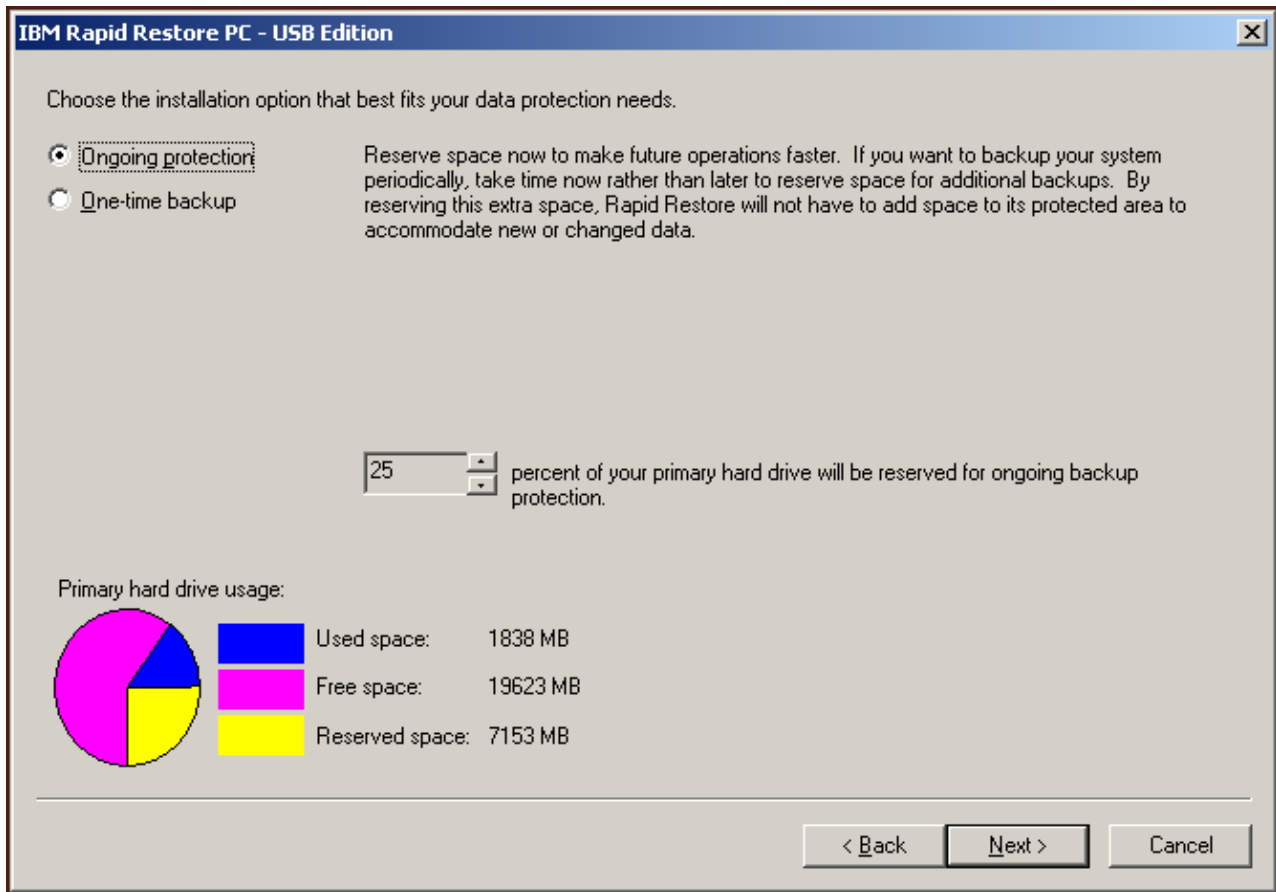 IBM Rapid Restore PC - USB Edition
Choose the installation option that best fits your data protection needs.
Ongoing protection
One-time backup
Reserve space now to make future operations faster.  If you want to backup your system
periodically, take time now rather than later to reserve space for additional backups.  By
reserving this extra space, Rapid Restore will not have to add space to its protected area to
accommodate new or changed data.
25
percent of your primary hard drive will be reserved for ongoing backup
protection.
Primary hard drive usage:
Used space: 1838 MB
Free space: 19623 MB
Reserved space: 7153 MB
< Back
Next >
Cancel